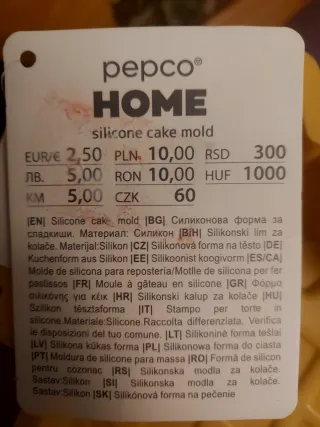 pepco®
HOME
silicone cake mold
EUR/€ 2,50 PLN 10,00 RSD 300
ЛВ. 5,00 RON 10,00 HUF 1000
KM 5,00 CZK 60
|EN| Silicone cake mold |BG| Силиконова форма за
сладкиши. Материал: Силикон |BIH| Silikonski lim za
kolače. Materijal:Silikon |CZ| Silikonová forma na těsto |DE|
Kuchenform aus Silikon |EE| Silikoonist koogivorm |ES/CA|
Molde de silicona para reposteria/Motlle de silicona per fer
pastissos |FR| Moule à gâteau en silicone |GR| Φόρμα
σιλικόνης για κέικ |HR| Silikonski kalup za kolače |HU|
Szilikon tésztaforma |IT| Stampo per torte in
silicone.Materiale:Silicone.Raccolta differenziata. Verifica
le disposizioni del tuo comune. |LT| Silikoninė forma tešlai
|LV| Silikona kūkas forma |PL| Silikonowa forma do ciasta
|PT| Moldura de silicone para massa |RO| Formă de silicon
pentru cozonac |RS| Silikonska modla za kolače.
Sastav:Silikon |SI| Silikonska modla za kolače.
Sastav:Silikon |SK| Silikónová forma na pečenie